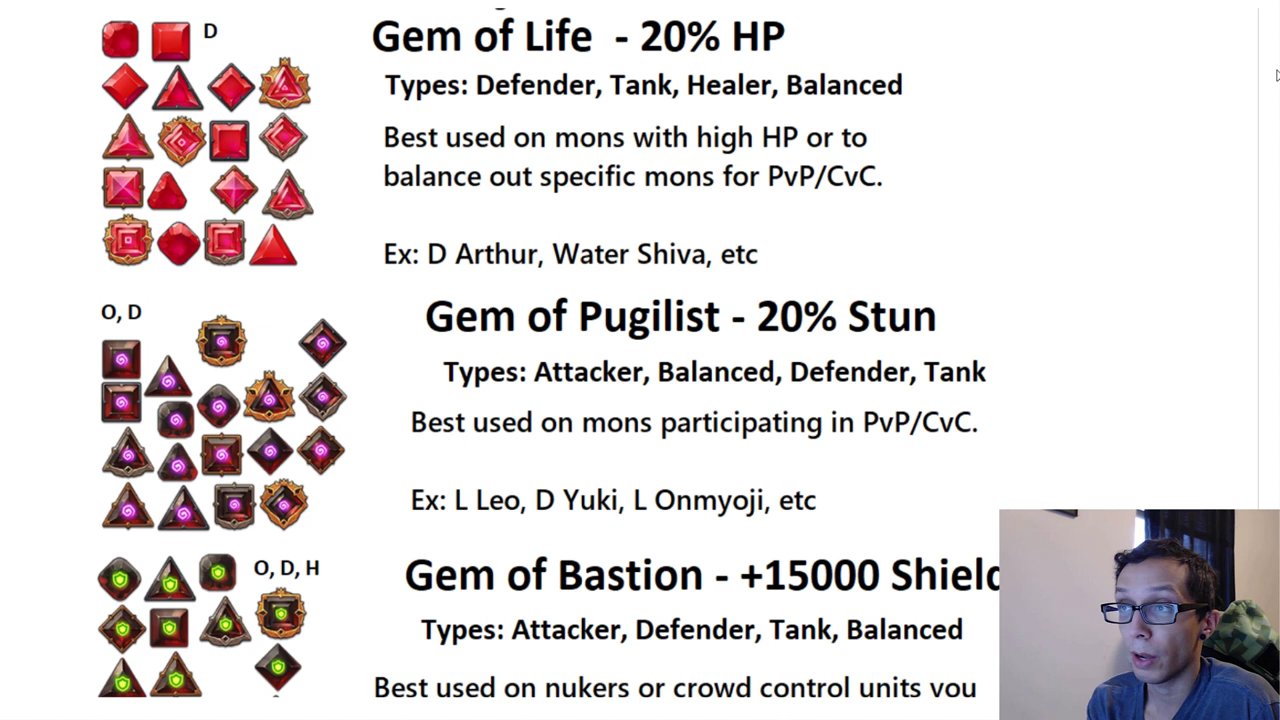 D
Gem of Life - 20% HP
Types: Defender, Tank, Healer, Balanced
Best used on mons with high HP or to
balance out specific mons for PvP/CvC.
Ex: D Arthur, Water Shiva, etc
O, D
Gem of Pugilist - 20% Stun
Types: Attacker, Balanced, Defender, Tank
Best used on mons participating in PvP/CvC.
Ex: L Leo, D Yuki, L Onmyoji, etc
O, D, H
Gem of Bastion - +15000 Shield
Types: Attacker, Defender, Tank, Balanced
Best used on nukers or crowd control units you